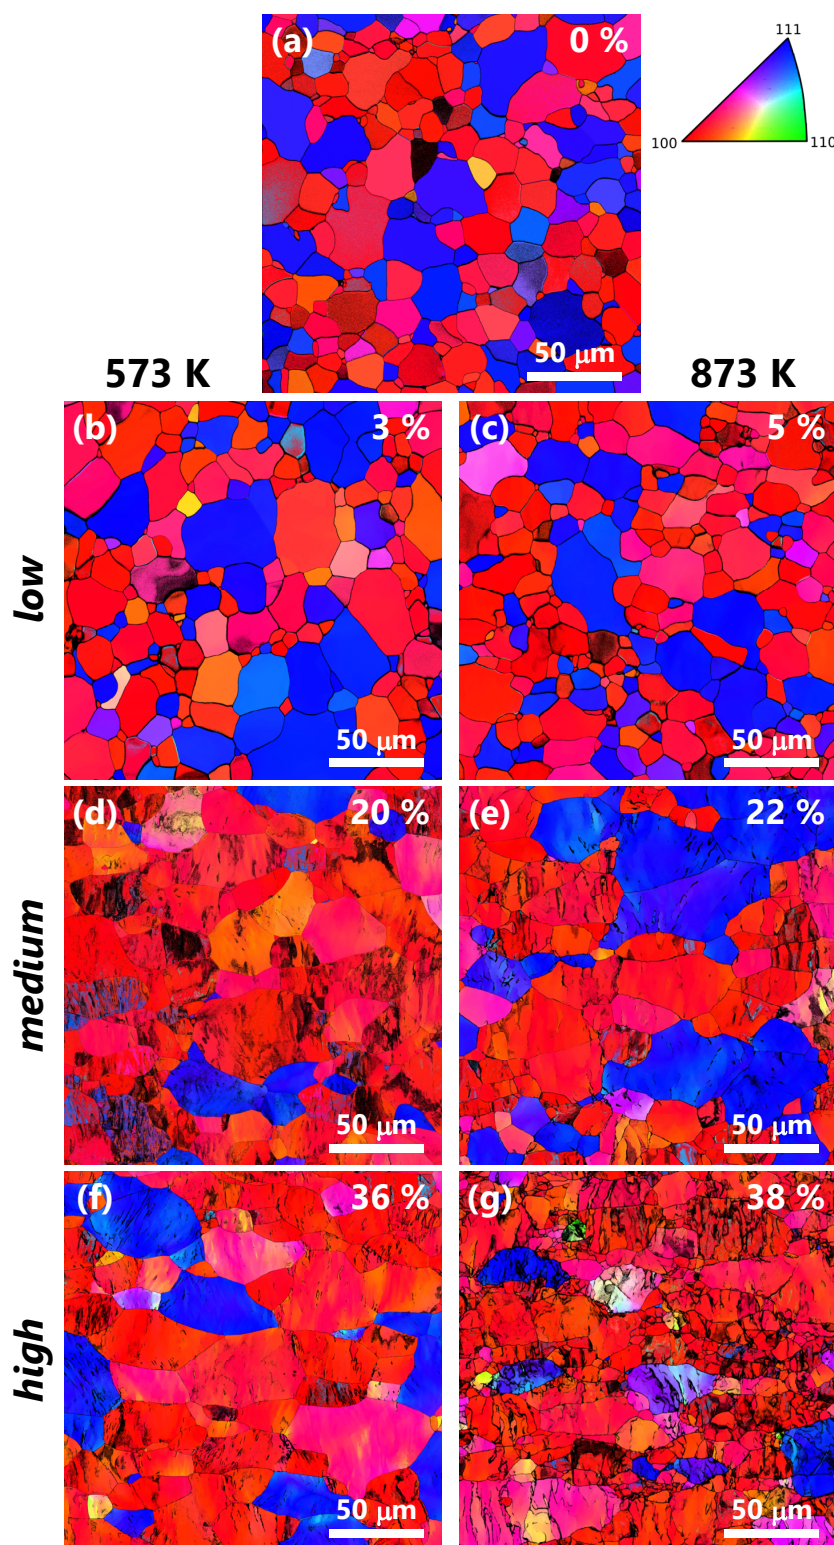 (a) 0 %
111
100 110
50 μm
573 K 873 K
(b) 3 %
(c) 5 %
low
50 μm
50 μm
(d) 20 %
(e) 22 %
medium
50 μm
50 μm
(f) 36 %
(g) 38 %
high
50 μm
50 μm